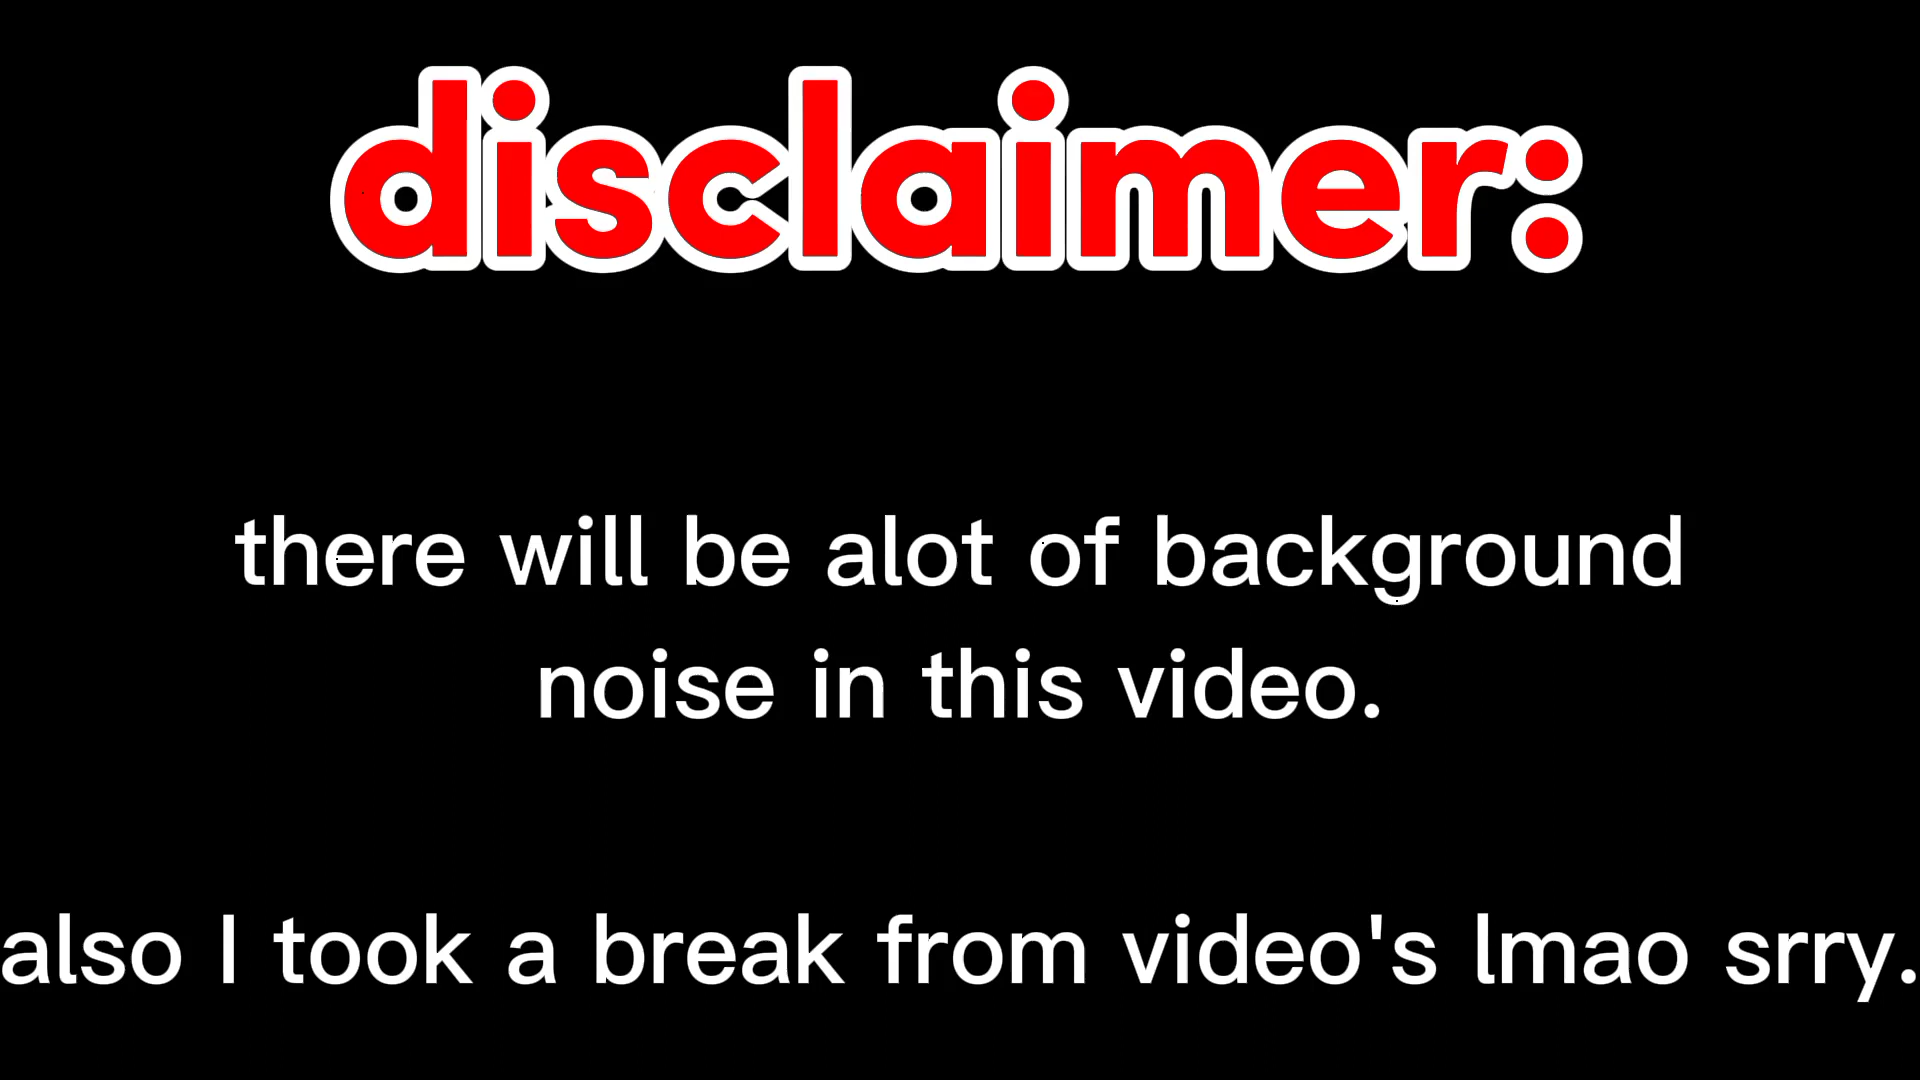 disclaimer:
there will be alot of background
noise in this video.
also I took a break from video's lmao srry.